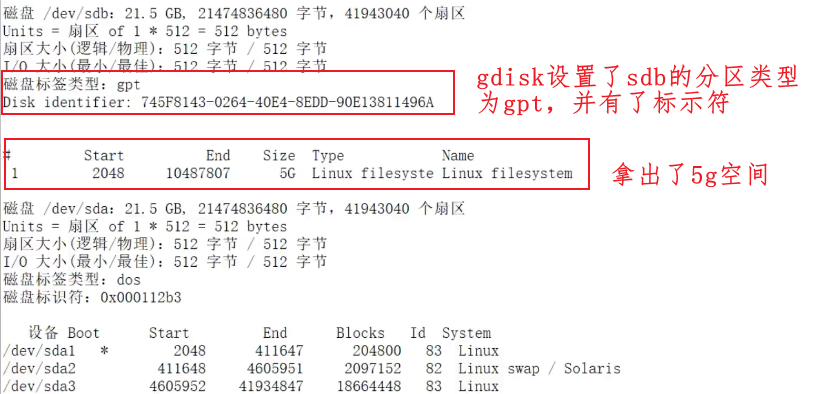 磁盘 /dev/sdb：21.5 GB, 21474836480 字节，41943040 个扇区
Units = 扇区 of 1 * 512 = 512 bytes
扇区大小(逻辑/物理)：512 字节 / 512 字节
I/O 大小(最小/最佳)：512 字节 / 512 字节
磁盘标签类型：gpt
Disk identifier: 745F8143-0264-40E4-8EDD-90E13811496A
gdisk设置了sdb的分区类型
为gpt，并有了标示符
#         Start          End    Size  Type            Name
1         2048     10487807      5G  Linux filesyste Linux filesystem
拿出了5g空间
磁盘 /dev/sda：21.5 GB, 21474836480 字节，41943040 个扇区
Units = 扇区 of 1 * 512 = 512 bytes
扇区大小(逻辑/物理)：512 字节 / 512 字节
I/O 大小(最小/最佳)：512 字节 / 512 字节
磁盘标签类型：dos
磁盘标识符：0x000112b3
设备 Boot      Start         End      Blocks   Id  System
/dev/sda1   *        2048      411647      204800   83  Linux
/dev/sda2          411648     4605951     2097152   82  Linux swap / Solaris
/dev/sda3         4605952    41934847    18664448   83  Linux